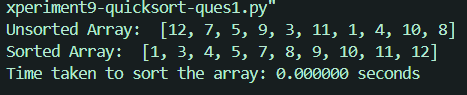 xperiment9-quicksort-ques1.py"
Unsorted Array:  [12, 7, 5, 9, 3, 11, 1, 4, 10, 8]
Sorted Array:  [1, 3, 4, 5, 7, 8, 9, 10, 11, 12]
Time taken to sort the array: 0.000000 seconds